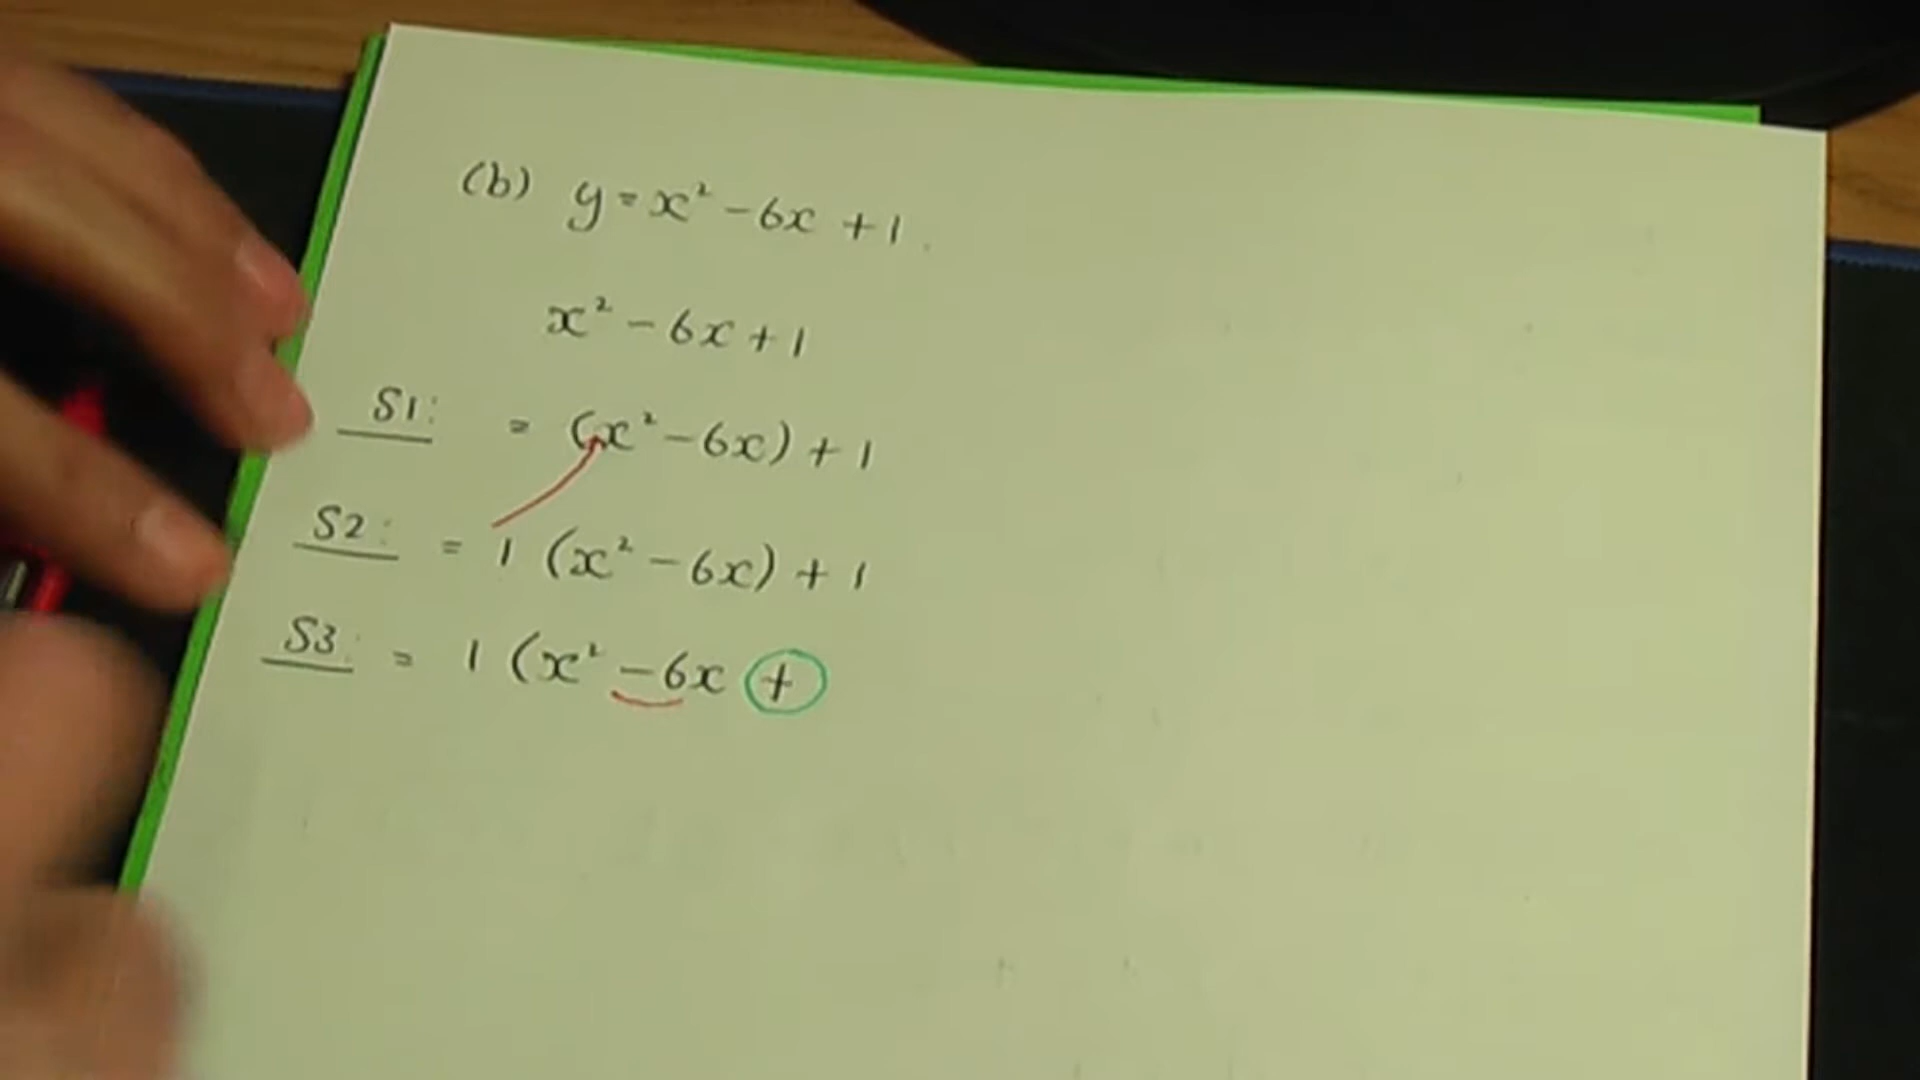 (b) y = x² - 6x + 1.
x² - 6x + 1
S1: = (x² - 6x) + 1
S2: = 1 (x² - 6x) + 1
S3: = 1 (x² - 6x +